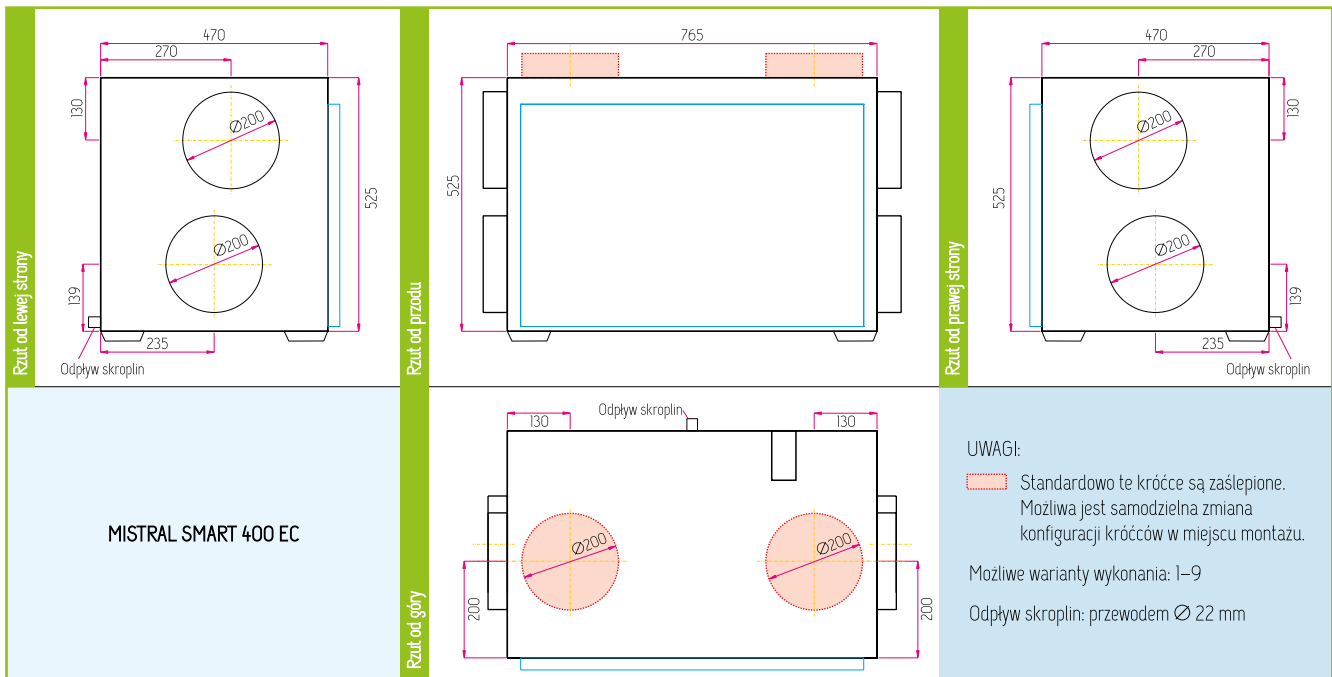 Rzut od lewej strony
470
270
130
Ø200
525
Ø200
139
235
Odpływ skroplin
Rzut od przodu
765
525
Rzut od prawej strony
470
270
130
Ø200
525
Ø200
139
235
Odpływ skroplin
MISTRAL SMART 400 EC
Rzut od góry
Odpływ skroplin
130
130
Ø200
Ø200
200
200
UWAGI:
Standardowo te króćce są zaślepione.
Możliwa jest samodzielna zmiana
konfiguracji króćców w miejscu montażu.
Możliwe warianty wykonania: 1–9
Odpływ skroplin: przewodem Ø 22 mm